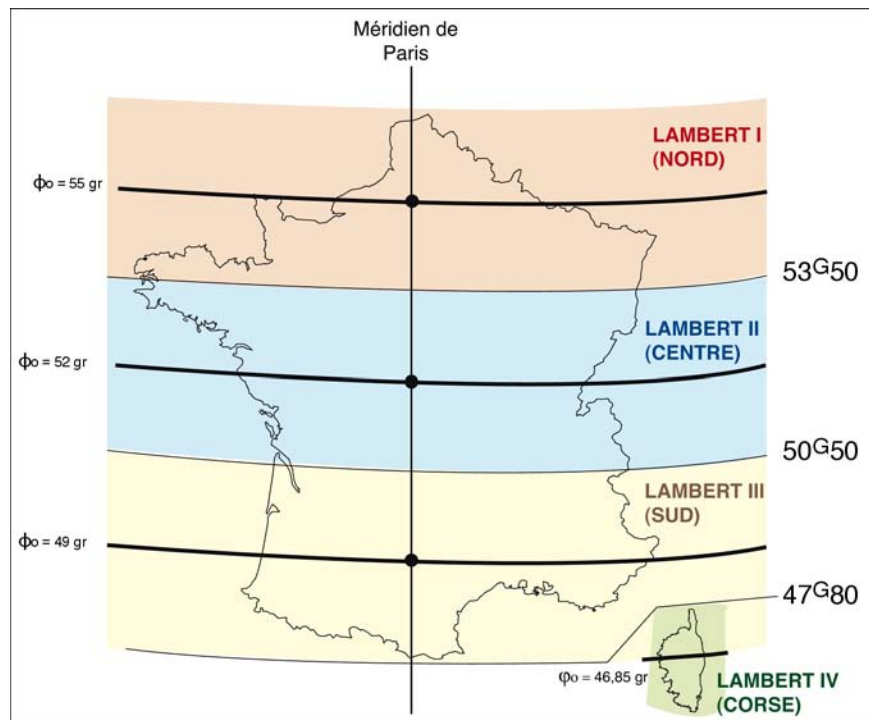 Méridien de
Paris
LAMBERT I
(NORD)
ϕo = 55 gr
53G50
LAMBERT II
(CENTRE)
ϕo = 52 gr
50G50
LAMBERT III
(SUD)
ϕo = 49 gr
47G80
φo = 46,85 gr
LAMBERT IV
(CORSE)